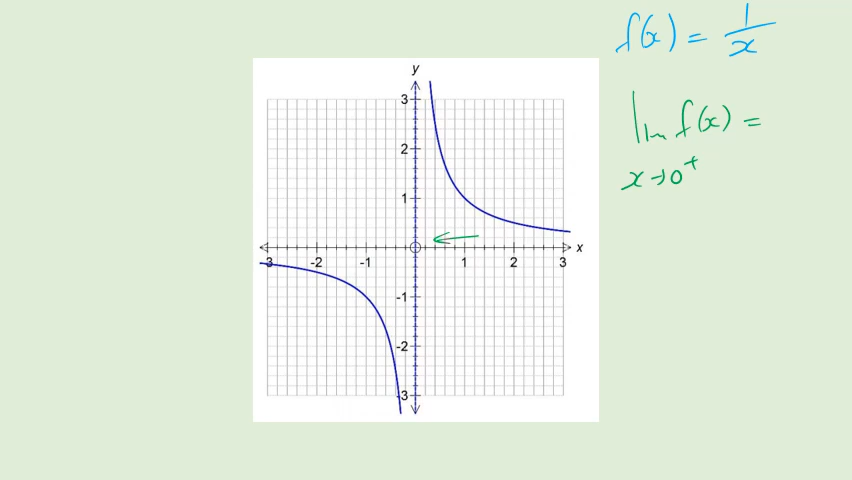 f(x) = 1/x
y
3
2
1
lim f(x) =
x→0⁺
x
-3 -2 -1 1 2 3
-1
-2
-3